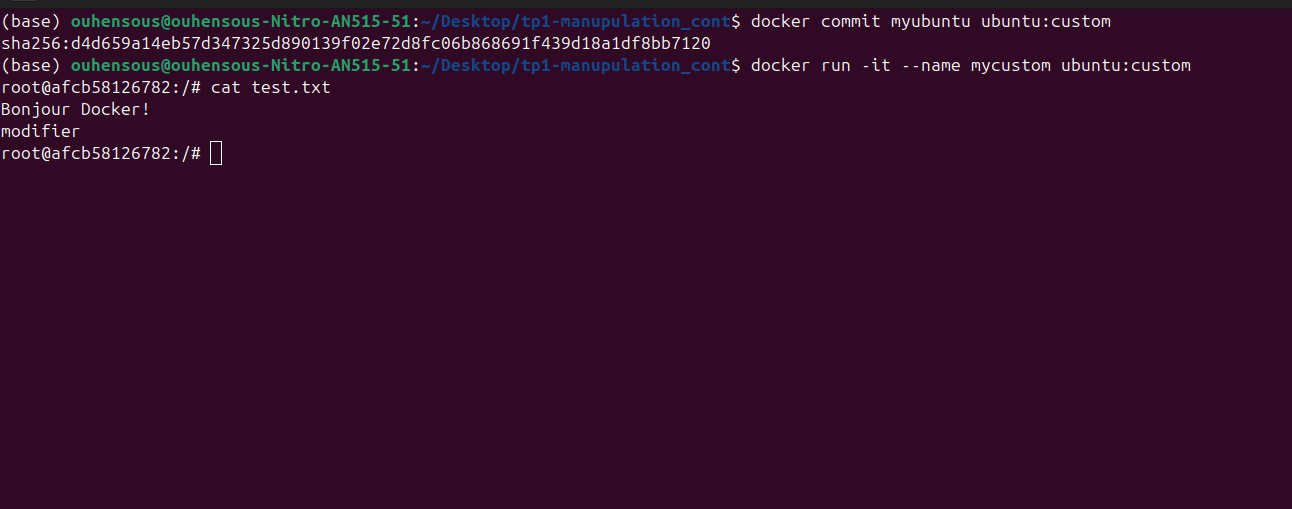 (base) ouhensous@ouhensous-Nitro-AN515-51:~/Desktop/tp1-manupulation_cont$ docker commit myubuntu ubuntu:custom
sha256:d4d659a14eb57d347325d890139f02e72d8fc06b868691f439d18a1df8bb7120
(base) ouhensous@ouhensous-Nitro-AN515-51:~/Desktop/tp1-manupulation_cont$ docker run -it --name mycustom ubuntu:custom
root@afcb58126782:/# cat test.txt
Bonjour Docker!
modifier
root@afcb58126782:/#